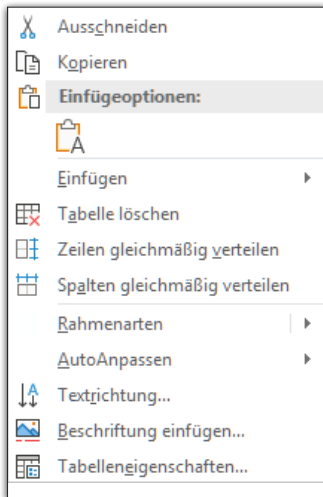 Ausschneiden
Kopieren
Einfügeoptionen:
Einfügen
Tabelle löschen
Zeilen gleichmäßig verteilen
Spalten gleichmäßig verteilen
Rahmenarten
AutoAnpassen
Textrichtung...
Beschriftung einfügen...
Tabelleneigenschaften...